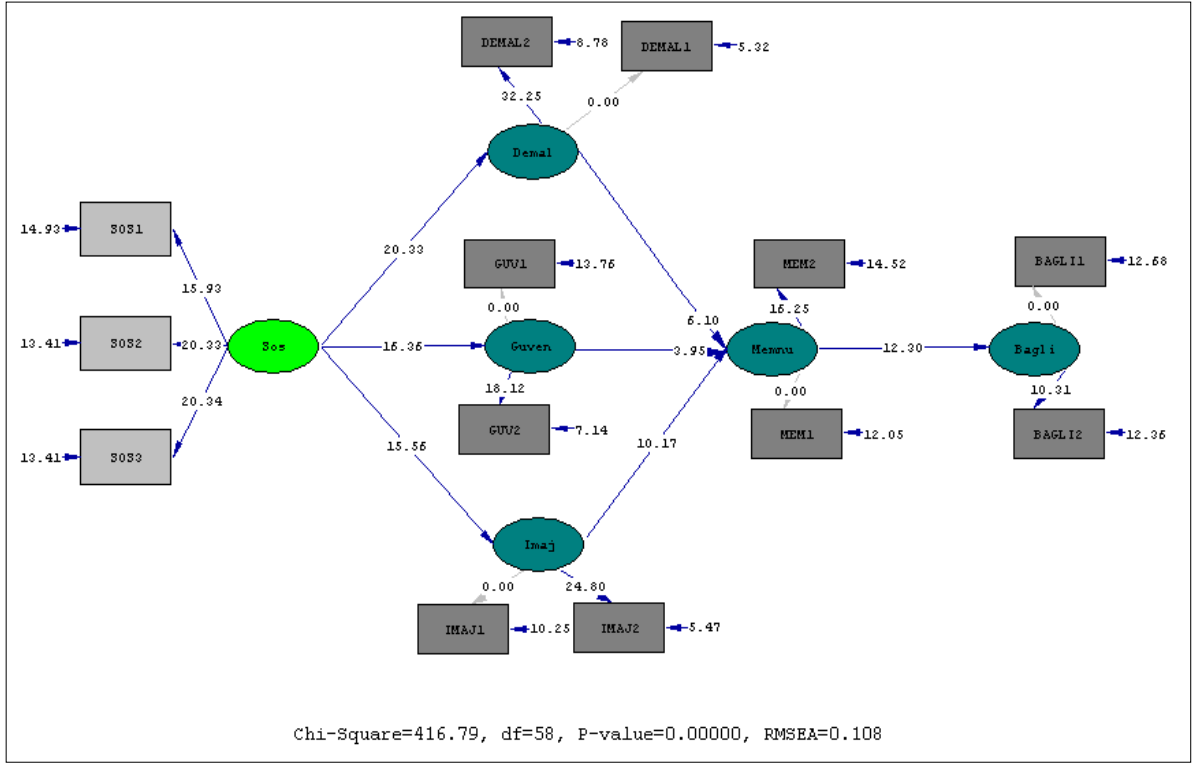 DEMAL2
8.78
DEMAL1
5.32
32.25
0.00
Demal
14.93
SOS1
20.33
GUV1
13.76
MEM2
14.52
BAGLI1
12.68
15.93
0.00
16.25
0.00
6.10
13.41
SOS2
20.33
Sos
16.36
Guven
3.95
Memnu
12.30
Bagli
18.12
0.00
10.31
20.34
GUV2
7.14
MEM1
12.05
BAGLI2
12.36
15.56
10.17
13.41
SOS3
Imaj
0.00
24.80
IMAJ1
10.25
IMAJ2
5.47
Chi-Square=416.79, df=58, P-value=0.00000, RMSEA=0.108